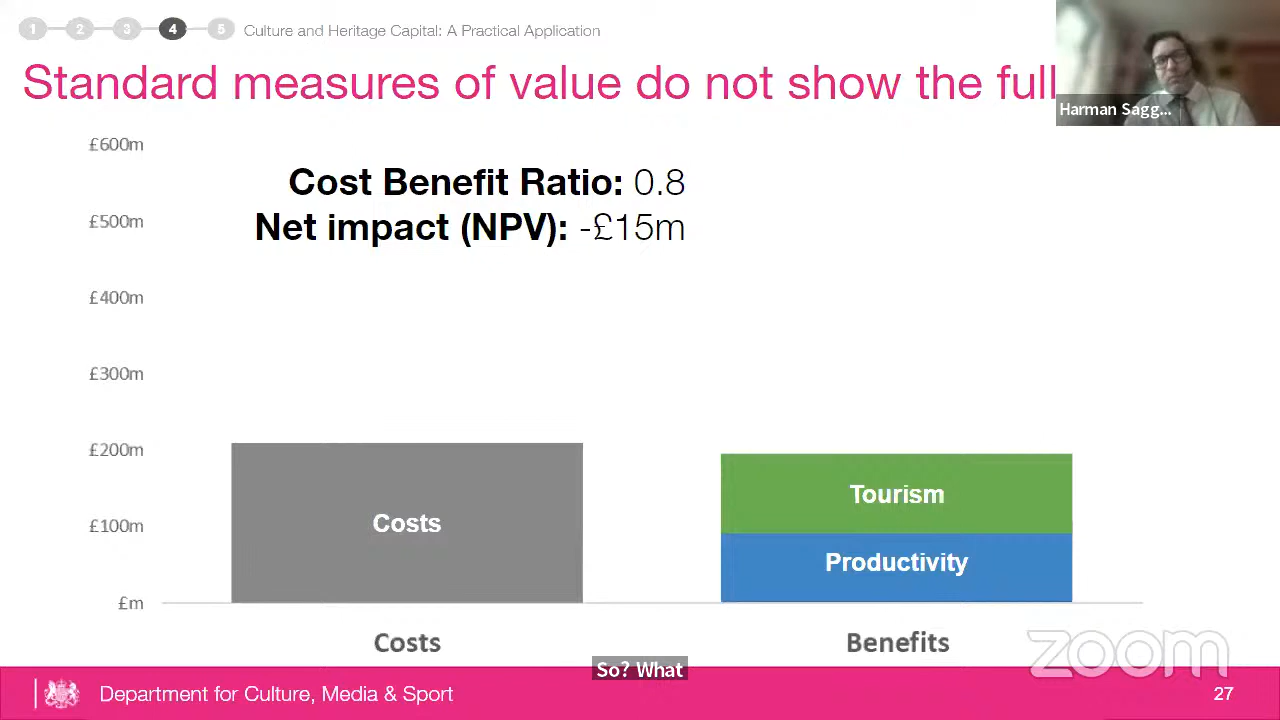 1 2 3 4 5 Culture and Heritage Capital: A Practical Application
Standard measures of value do not show the full
Harman Sagg...
£600m
Cost Benefit Ratio: 0.8
£500m
Net impact (NPV): -£15m
£400m
£300m
£200m
Tourism
£100m
Costs
Productivity
£m
Costs
Benefits
zoom
So? What
Department for Culture, Media & Sport
27